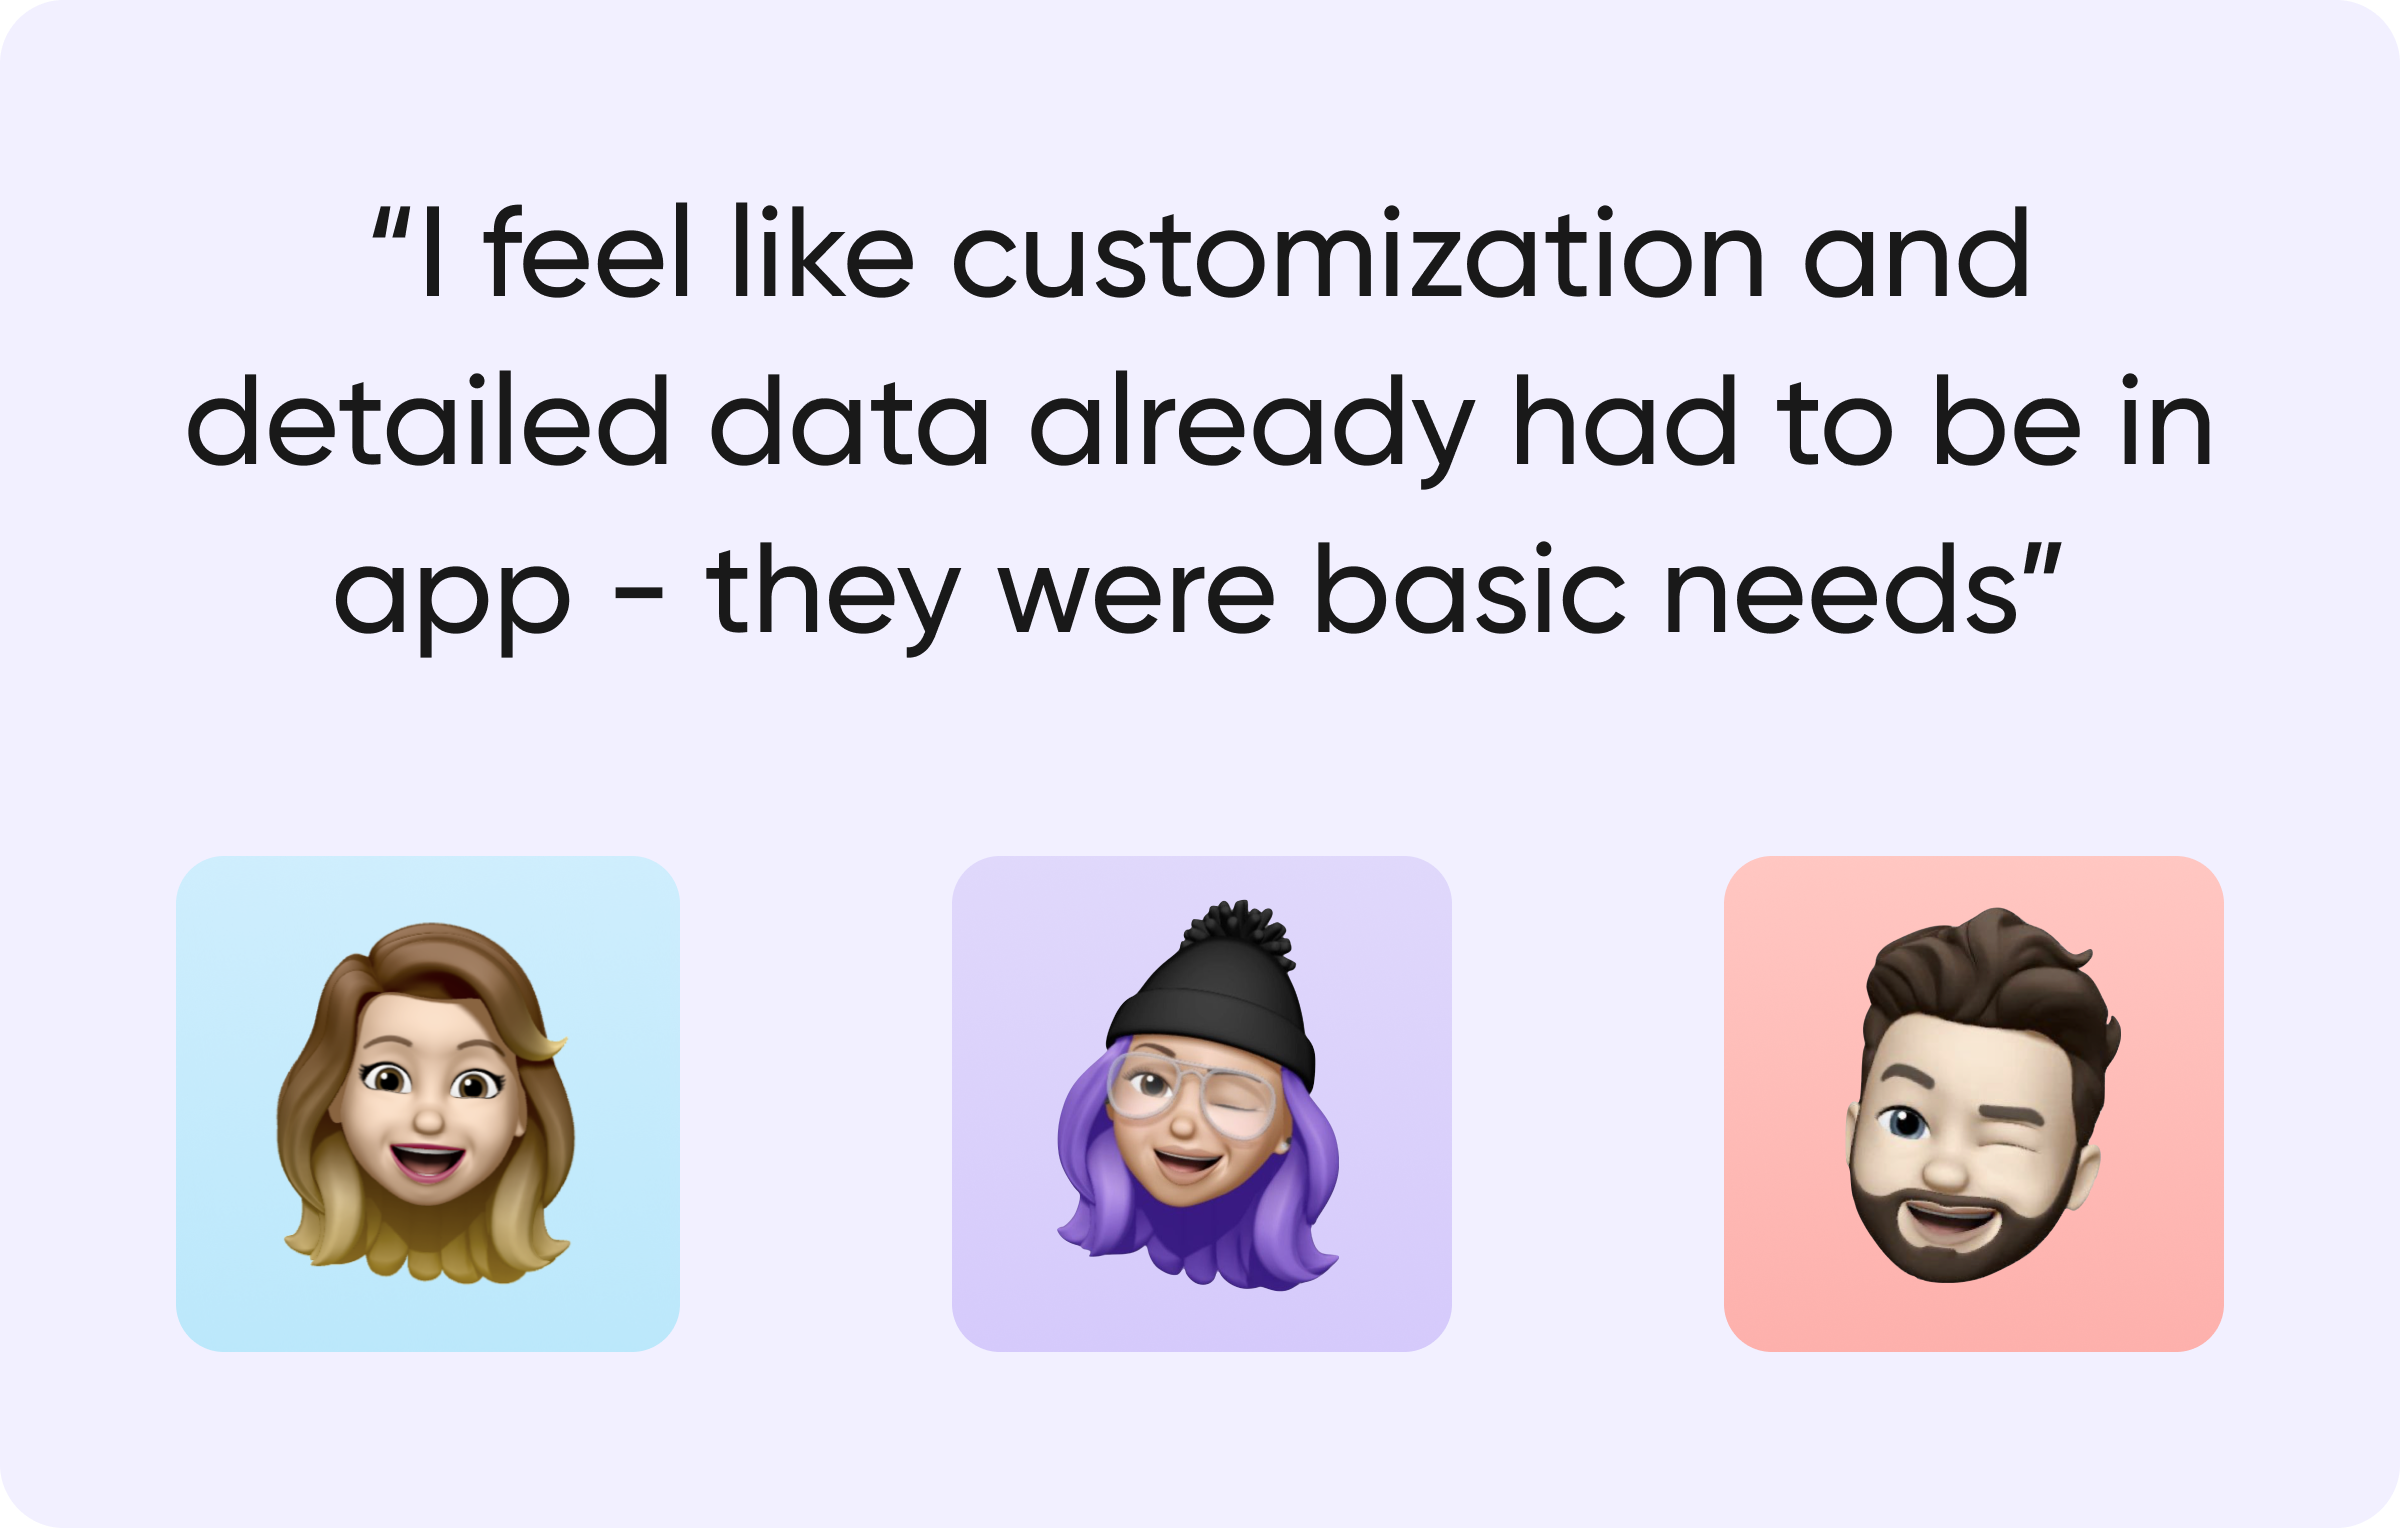 “I feel like customization and
detailed data already had to be in
app - they were basic needs”